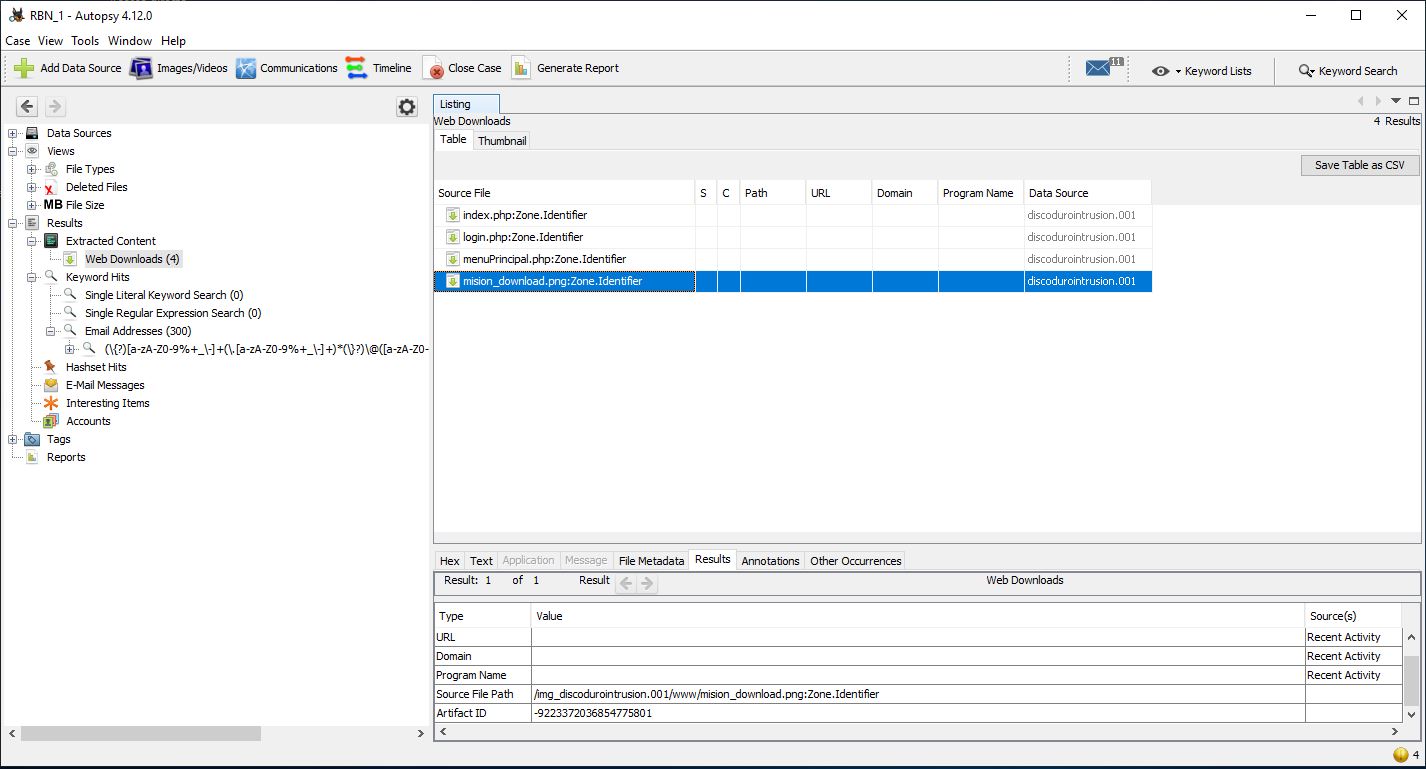 RBN_1 - Autopsy 4.12.0
Case View Tools Window Help
Add Data Source Images/Videos Communications Timeline Close Case Generate Report 11 Keyword Lists Keyword Search
Listing
Web Downloads 4 Results
Table Thumbnail
Save Table as CSV
Source File S C Path URL Domain Program Name Data Source
index.php:Zone.Identifier discodurointrusion.001
login.php:Zone.Identifier discodurointrusion.001
menuPrincipal.php:Zone.Identifier discodurointrusion.001
mision_download.png:Zone.Identifier discodurointrusion.001
Data Sources
Views
File Types
Deleted Files
MB File Size
Results
Extracted Content
Web Downloads (4)
Keyword Hits
Single Literal Keyword Search (0)
Single Regular Expression Search (0)
Email Addresses (300)
(\{?)[a-zA-Z0-9%+_\-]+(\.[a-zA-Z0-9%+_\-]+)*(\}?)\@([a-zA-Z0-
Hashset Hits
E-Mail Messages
Interesting Items
Accounts
Tags
Reports
Hex Text Application Message File Metadata Results Annotations Other Occurrences
Result: 1 of 1 Result Web Downloads
Type Value Source(s)
URL Recent Activity
Domain Recent Activity
Program Name Recent Activity
Source File Path /img_discodurointrusion.001/www/mision_download.png:Zone.Identifier
Artifact ID -9223372036854775801
4